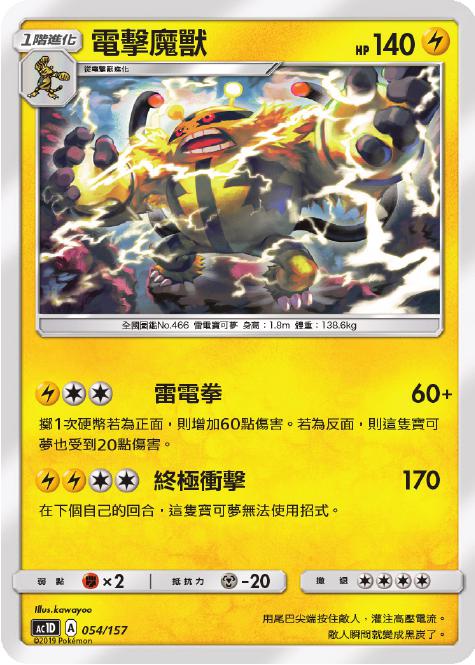 1階進化
電擊魔獸
HP 140
從電擊獸進化
全國圖鑑No.466 雷電寶可夢 身高：1.8m 體重：138.6kg
雷電拳 60+
擲1次硬幣若為正面，則增加60點傷害。若為反面，則這隻寶可
夢也受到20點傷害。
終極衝擊 170
在下個自己的回合，這隻寶可夢無法使用招式。
弱點 ×2 抵抗力 -20 撤退
Illus.kawayoo
AC1D A 054/157
©2019 Pokémon
用尾巴尖端按住敵人，灌注高壓電流。
敵人瞬間就變成黑炭了。